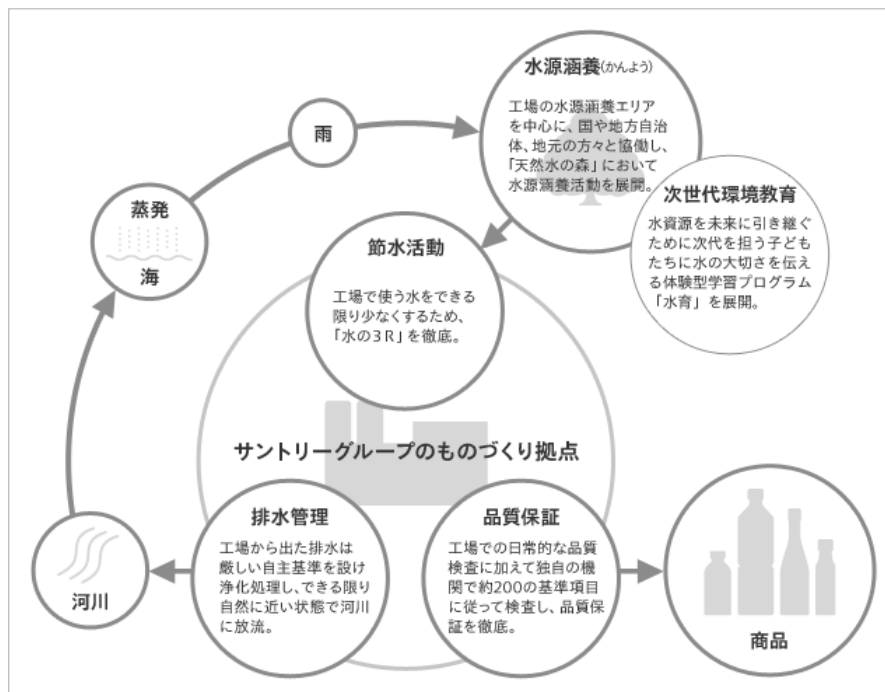 水源涵養(かんよう)
工場の水源涵養エリア
を中心に、国や地方自治
体、地元の方々と協働し、
「天然水の森」において
水源涵養活動を展開。
雨
次世代環境教育
水資源を未来に引き継ぐ
ために次代を担う子ども
たちに水の大切さを伝え
る体験型学習プログラム
「水育」を展開。
蒸発
海
節水活動
工場で使う水をできる
限り少なくするため、
「水の3R」を徹底。
サントリーグループのものづくり拠点
排水管理
工場から出た排水は
厳しい自主基準を設け
浄化処理し、できる限り
自然に近い状態で河川
に放流。
品質保証
工場での日常的な品質
検査に加えて独自の機
関で約200の基準項目
に従って検査し、品質保
証を徹底。
河川
商品